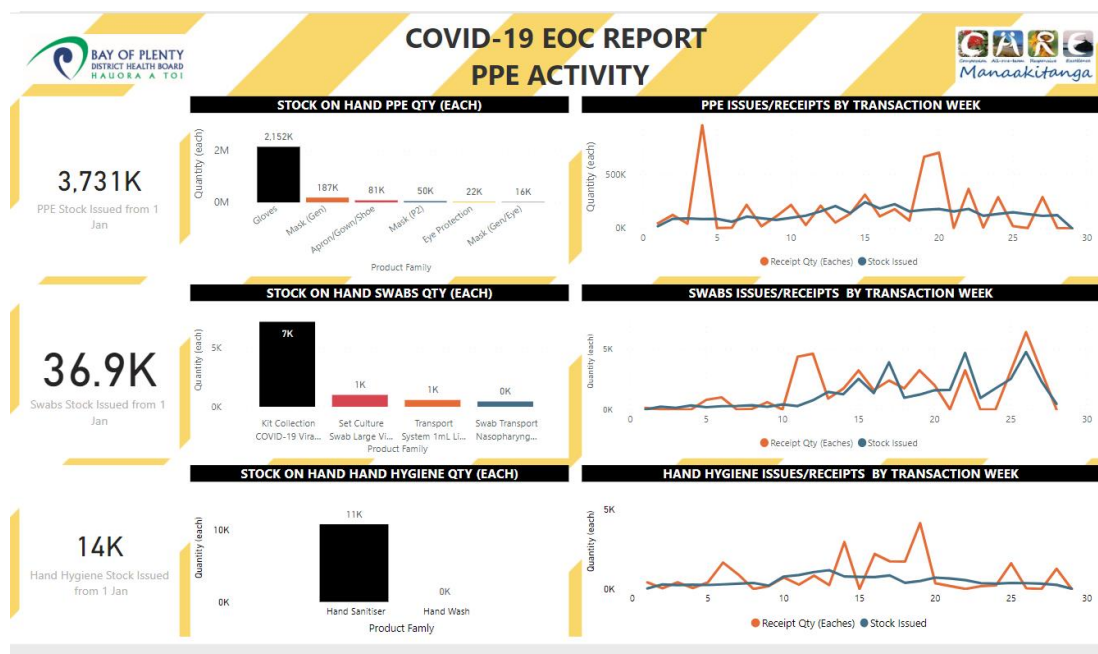 BAY OF PLENTY
DISTRICT HEALTH BOARD
HAUORA A TOI
COVID-19 EOC REPORT
PPE ACTIVITY
CARE
Compassion All-one-team Responsive Excellence
Manaakitanga
3,731K
PPE Stock Issued from 1
Jan
STOCK ON HAND PPE QTY (EACH)
Quantity (each)
2M
0M
2,152K
187K
81K
50K
22K
16K
Gloves
Mask (Gen)
Apron/Gown/Shoe
Mask (P2)
Eye Protection
Mask (Gen/Eye)
Product Family
PPE ISSUES/RECEIPTS BY TRANSACTION WEEK
Quantity (each)
500K
0K
0 5 10 15 20 25 30
Receipt Qty (Eaches) Stock Issued
36.9K
Swabs Stock Issued from 1
Jan
STOCK ON HAND SWABS QTY (EACH)
Quantity (each)
5K
0K
7K
1K
1K
0K
Kit Collection
COVID-19 Vira...
Set Culture
Swab Large Vi...
Transport
System 1mL Li...
Swab Transport
Nasopharyng...
Product Family
SWABS ISSUES/RECEIPTS BY TRANSACTION WEEK
Quantity (each)
5K
0K
0 5 10 15 20 25 30
Receipt Qty (Eaches) Stock Issued
14K
Hand Hygiene Stock Issued
from 1 Jan
STOCK ON HAND HAND HYGIENE QTY (EACH)
Quantity (each)
10K
0K
11K
0K
Hand Sanitiser
Hand Wash
Product Famly
HAND HYGIENE ISSUES/RECEIPTS BY TRANSACTION WEEK
Quantity (each)
5K
0K
0 5 10 15 20 25 30
Receipt Qty (Eaches) Stock Issued